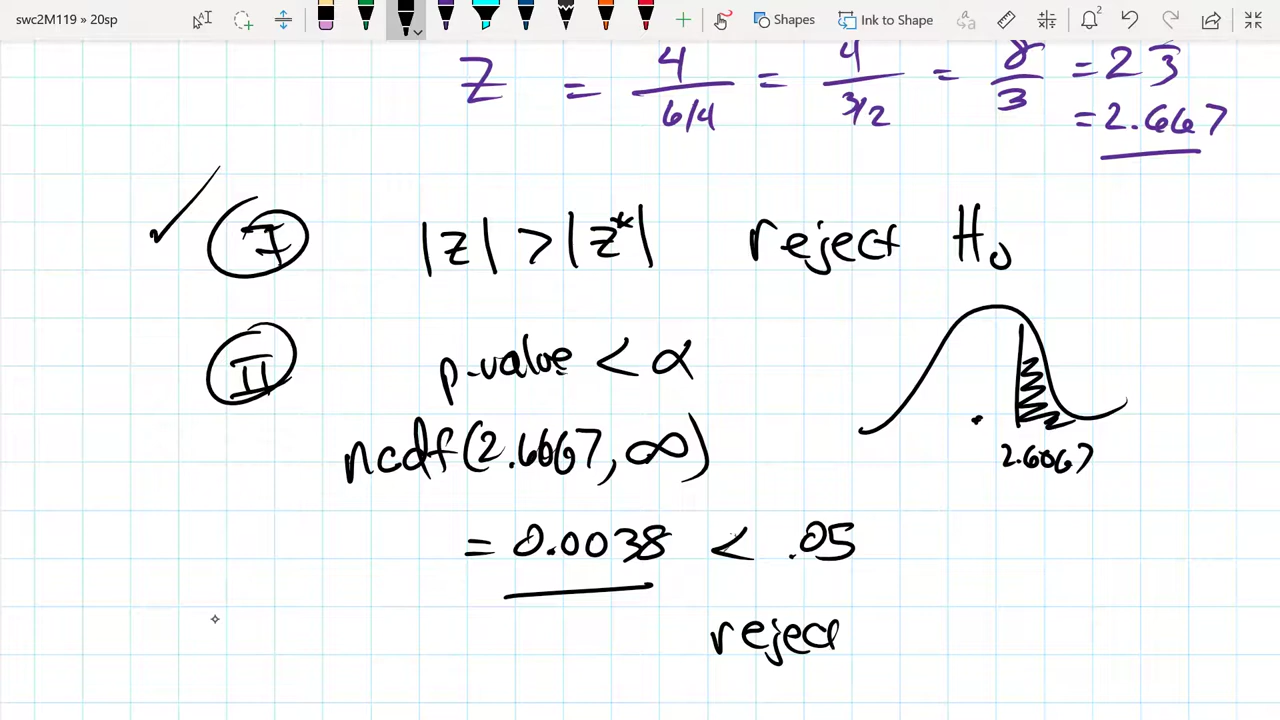 swc2M119 » 20sp
Shapes
Ink to Shape
2
Z = 4/(6/4) = 4/(3/2) = 8/3 = 2 3̅
= 2.667
✓ I |z| > |z*| reject H₀
II p-value < α
ncdf(2.6667, ∞)
2.6667
= 0.0038 < .05
reject